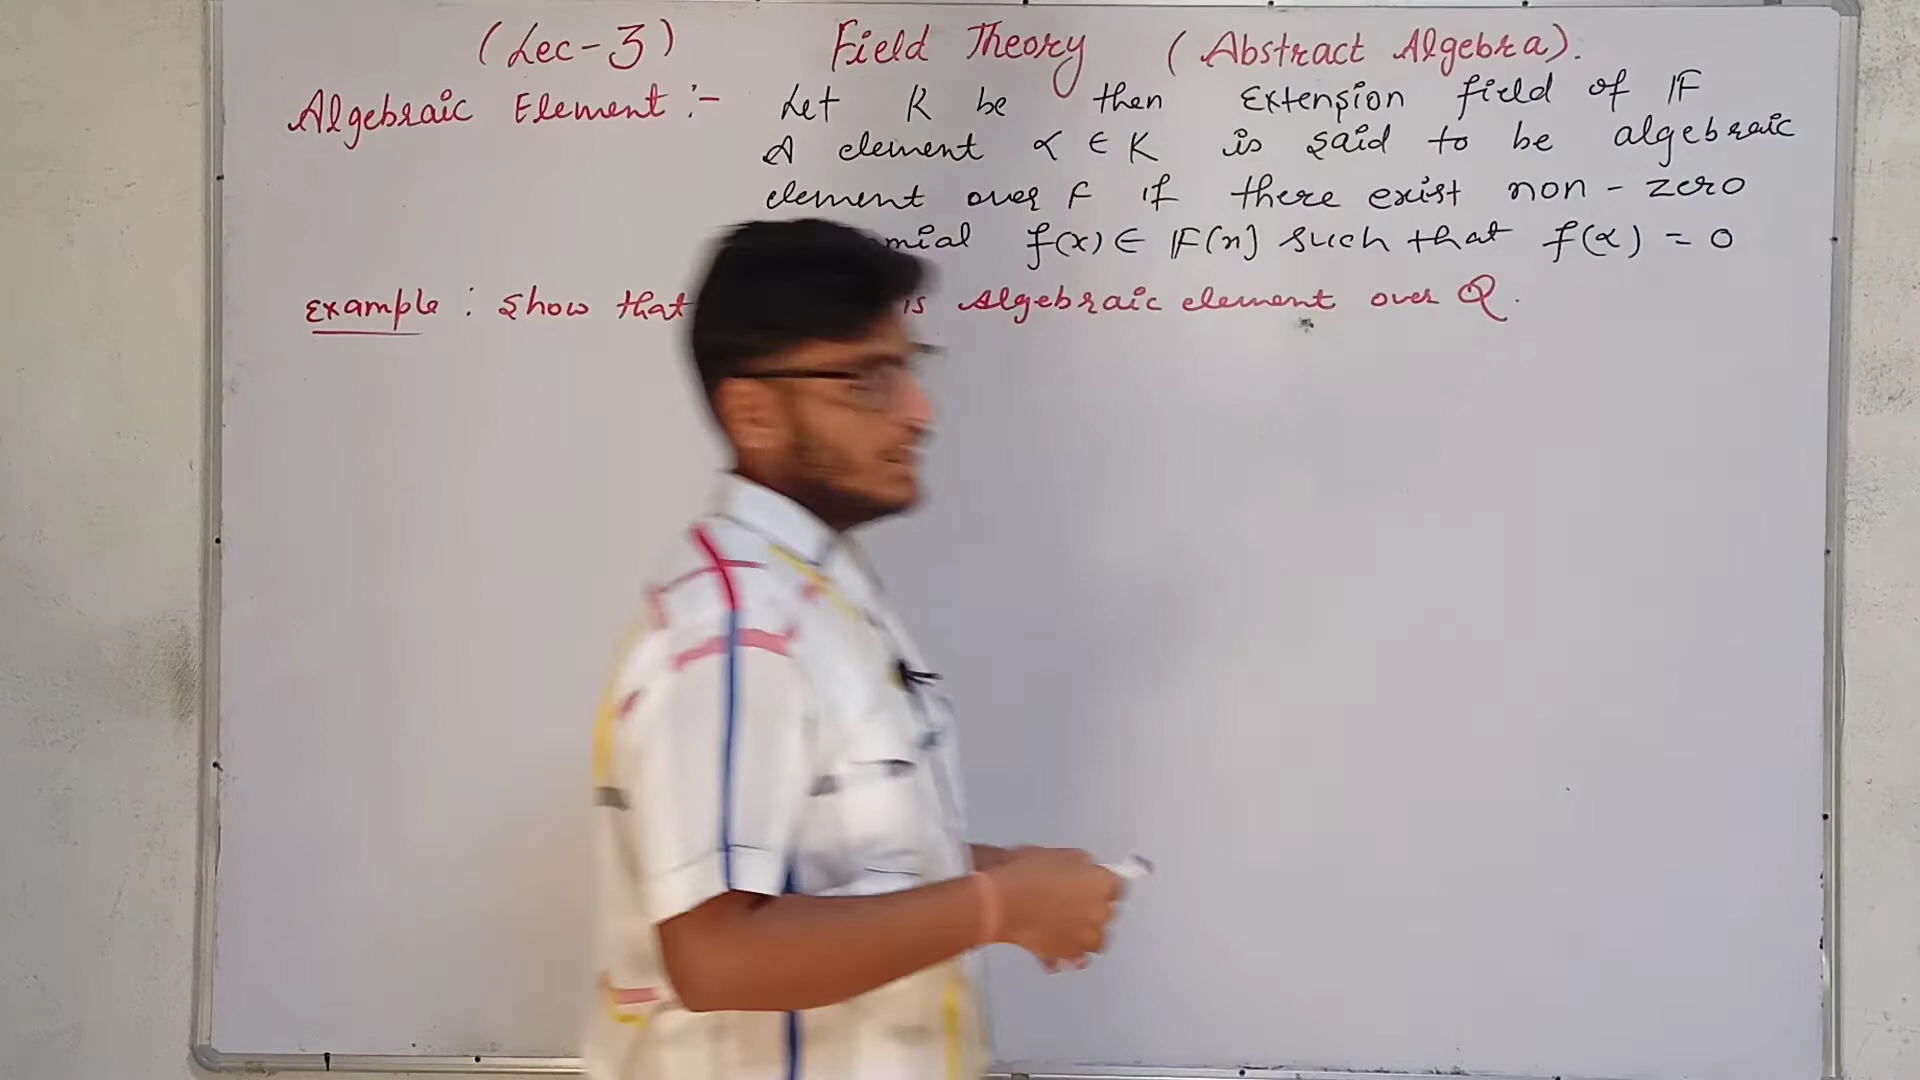 (Lec-3) Field Theory (Abstract Algebra).
Algebraic Element :- Let K be then Extension field of IF
A element α ∈ K is said to be algebraic
element over F if there exist non-zero
mial f(x) ∈ IF[x] such that f(α) = 0
Example : Show that is Algebraic element over Q.